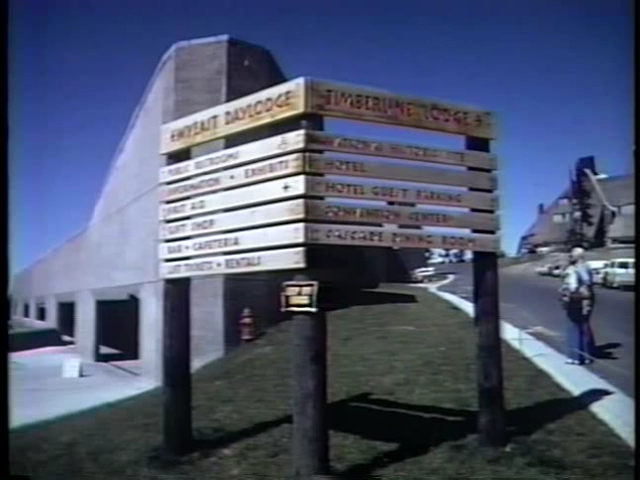 WY'EAST DAYLODGE
PUBLIC RESTROOMS
INFORMATION • EXHIBITS
FIRST AID +
GIFT SHOP
BAR • CAFETERIA
LIFT TICKETS • RENTALS
TIMBERLINE LODGE
HOTEL
HOTEL GUEST PARKING
CONVENTION CENTER
CASCADE DINING ROOM